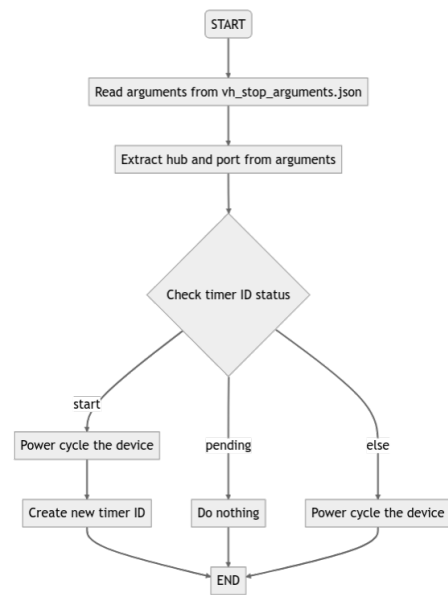 START
Read arguments from vh_stop_arguments.json
Extract hub and port from arguments
Check timer ID status
start
pending
else
Power cycle the device
Create new timer ID
Do nothing
Power cycle the device
END